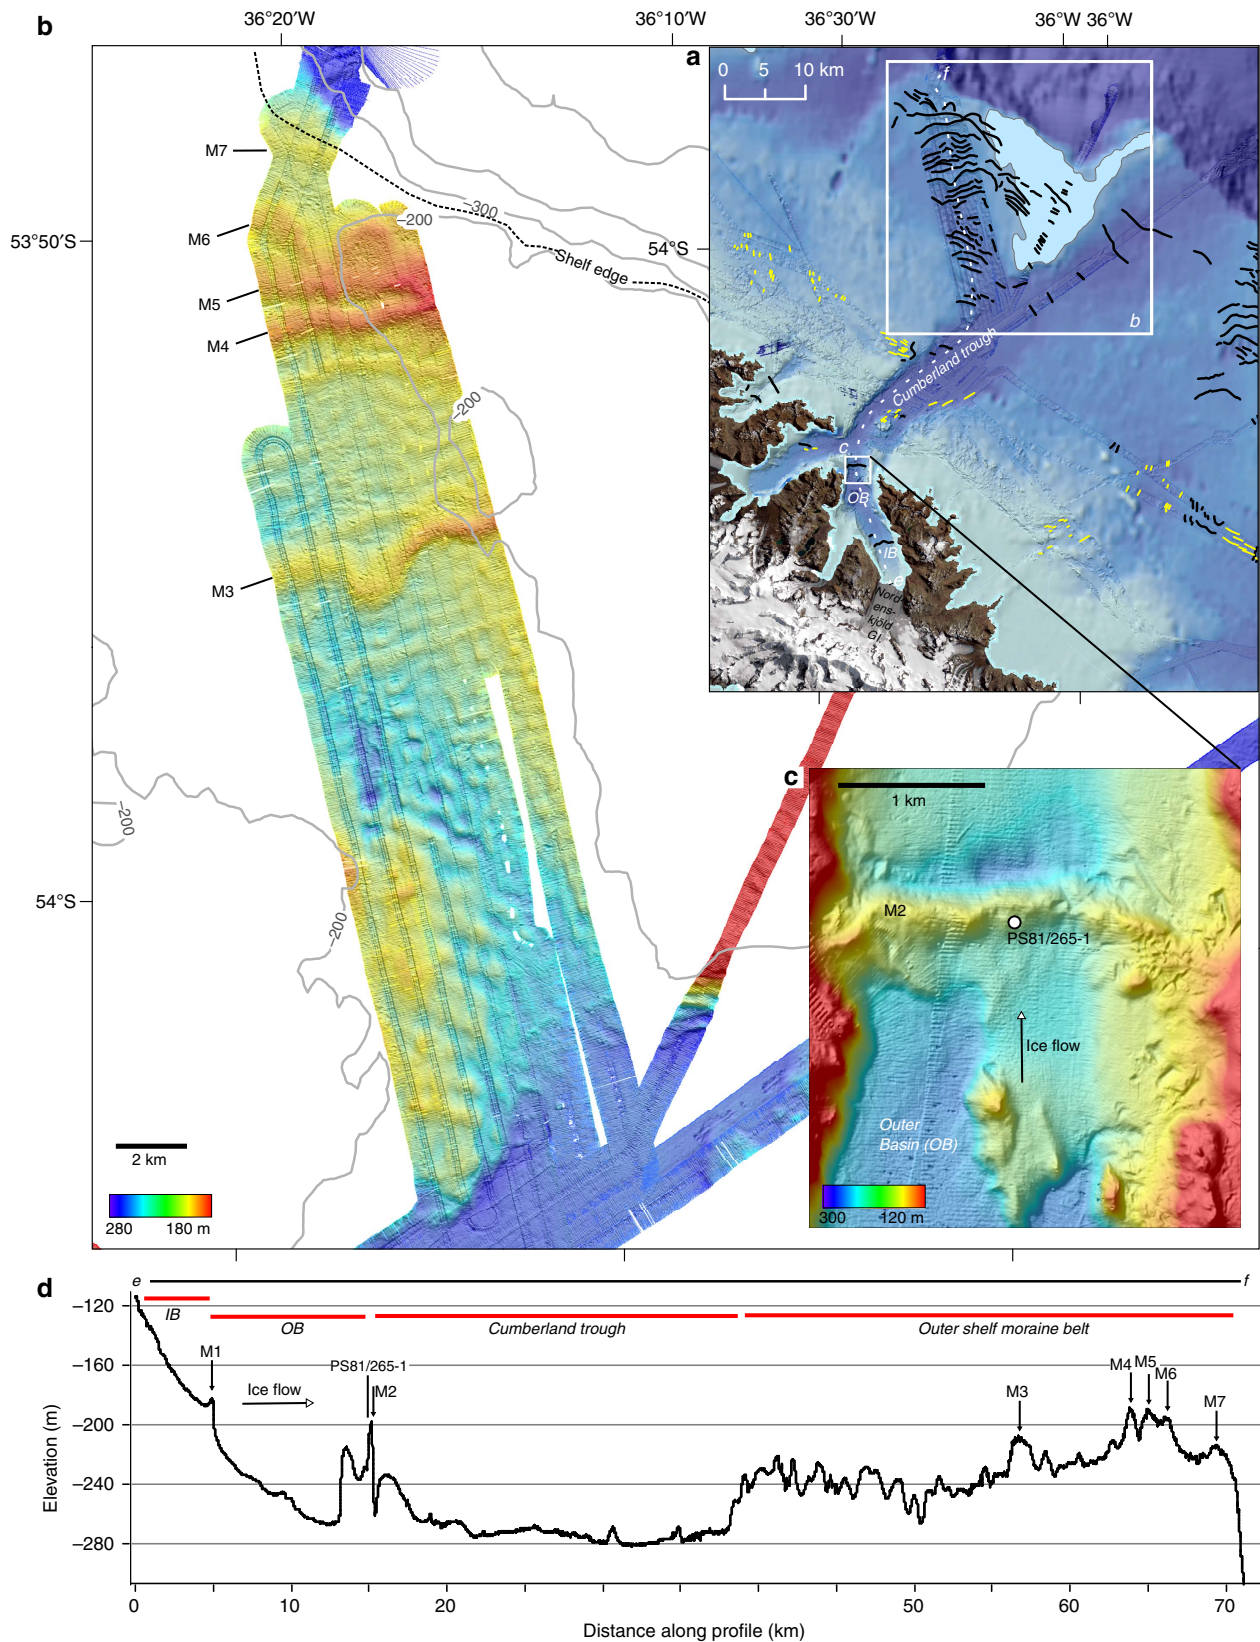 b
36°20′W
36°10′W
36°30′W
36°W 36°W
a
0 5 10 km
f
b
54°S
Cumberland trough
c
OB
IB
e
Nord-
ens-
kjöld
Gl.
M7
M6
53°50′S
M5
M4
M3
54°S
–300
–200
Shelf edge
–200
–200
–200
2 km
280 180 m
c
1 km
M2
PS81/265-1
Ice flow
Outer
Basin (OB)
300 120 m
d
e f
–120
IB
OB
Cumberland trough
Outer shelf moraine belt
–160
M1
PS81/265-1
M2
Ice flow
M3
M4
M5
M6
M7
–200
–240
–280
Elevation (m)
0 10 20 50 60 70
Distance along profile (km)